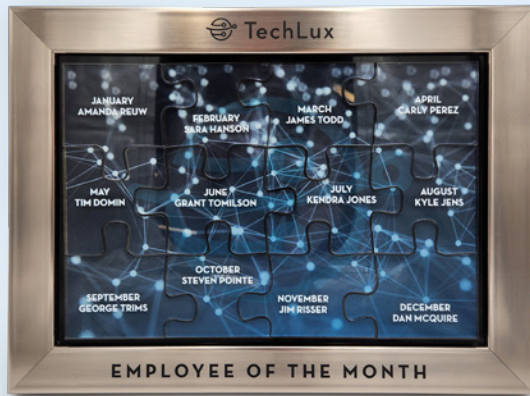 TechLux
JANUARY
AMANDA REUW
FEBRUARY
SARA HANSON
MARCH
JAMES TODD
APRIL
CARLY PEREZ
MAY
TIM DOMIN
JUNE
GRANT TOMILSON
JULY
KENDRA JONES
AUGUST
KYLE JENS
SEPTEMBER
GEORGE TRIMS
OCTOBER
STEVEN POINTE
NOVEMBER
JIM RISSER
DECEMBER
DAN MCQUIRE
EMPLOYEE OF THE MONTH